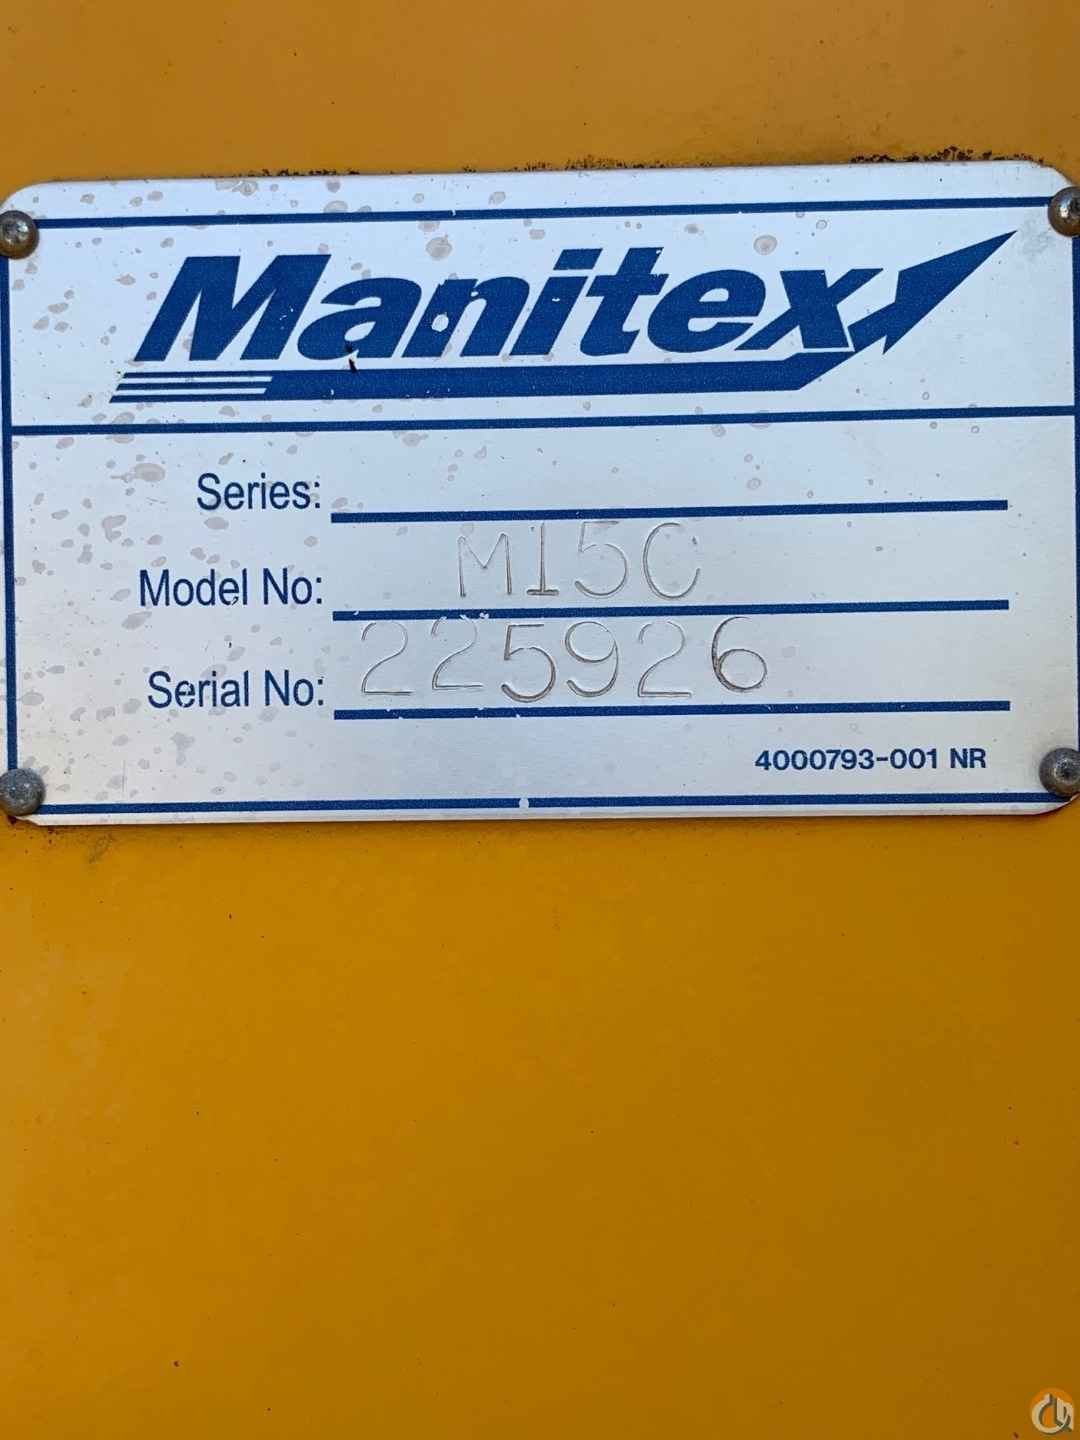 Manitex
Series:
Model No: M15C
Serial No: 225926
4000793-001 NR